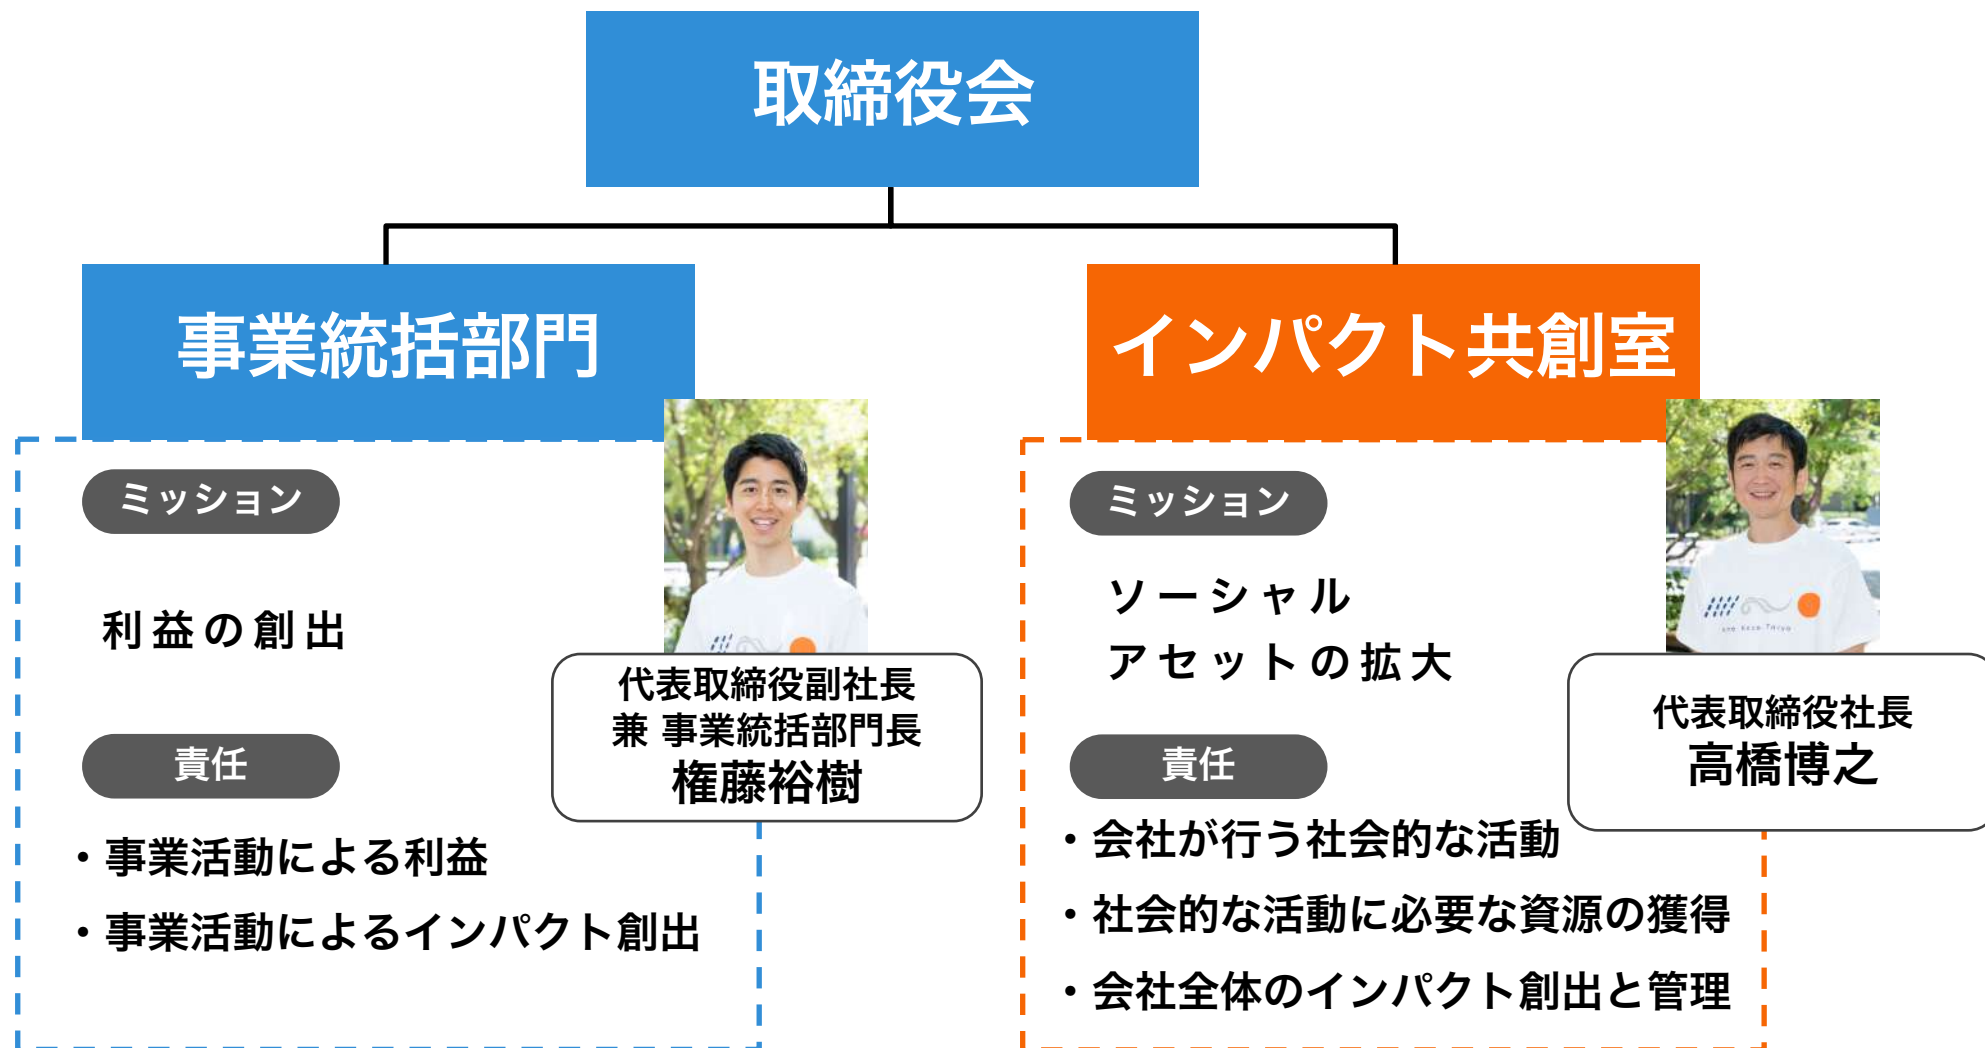 取締役会
事業統括部門
ミッション
利益の創出
代表取締役副社長
兼 事業統括部門長
権藤裕樹
責任
・事業活動による利益
・事業活動によるインパクト創出
インパクト共創室
ミッション
ソーシャル
アセットの拡大
代表取締役社長
高橋博之
責任
・会社が行う社会的な活動
・社会的な活動に必要な資源の獲得
・会社全体のインパクト創出と管理